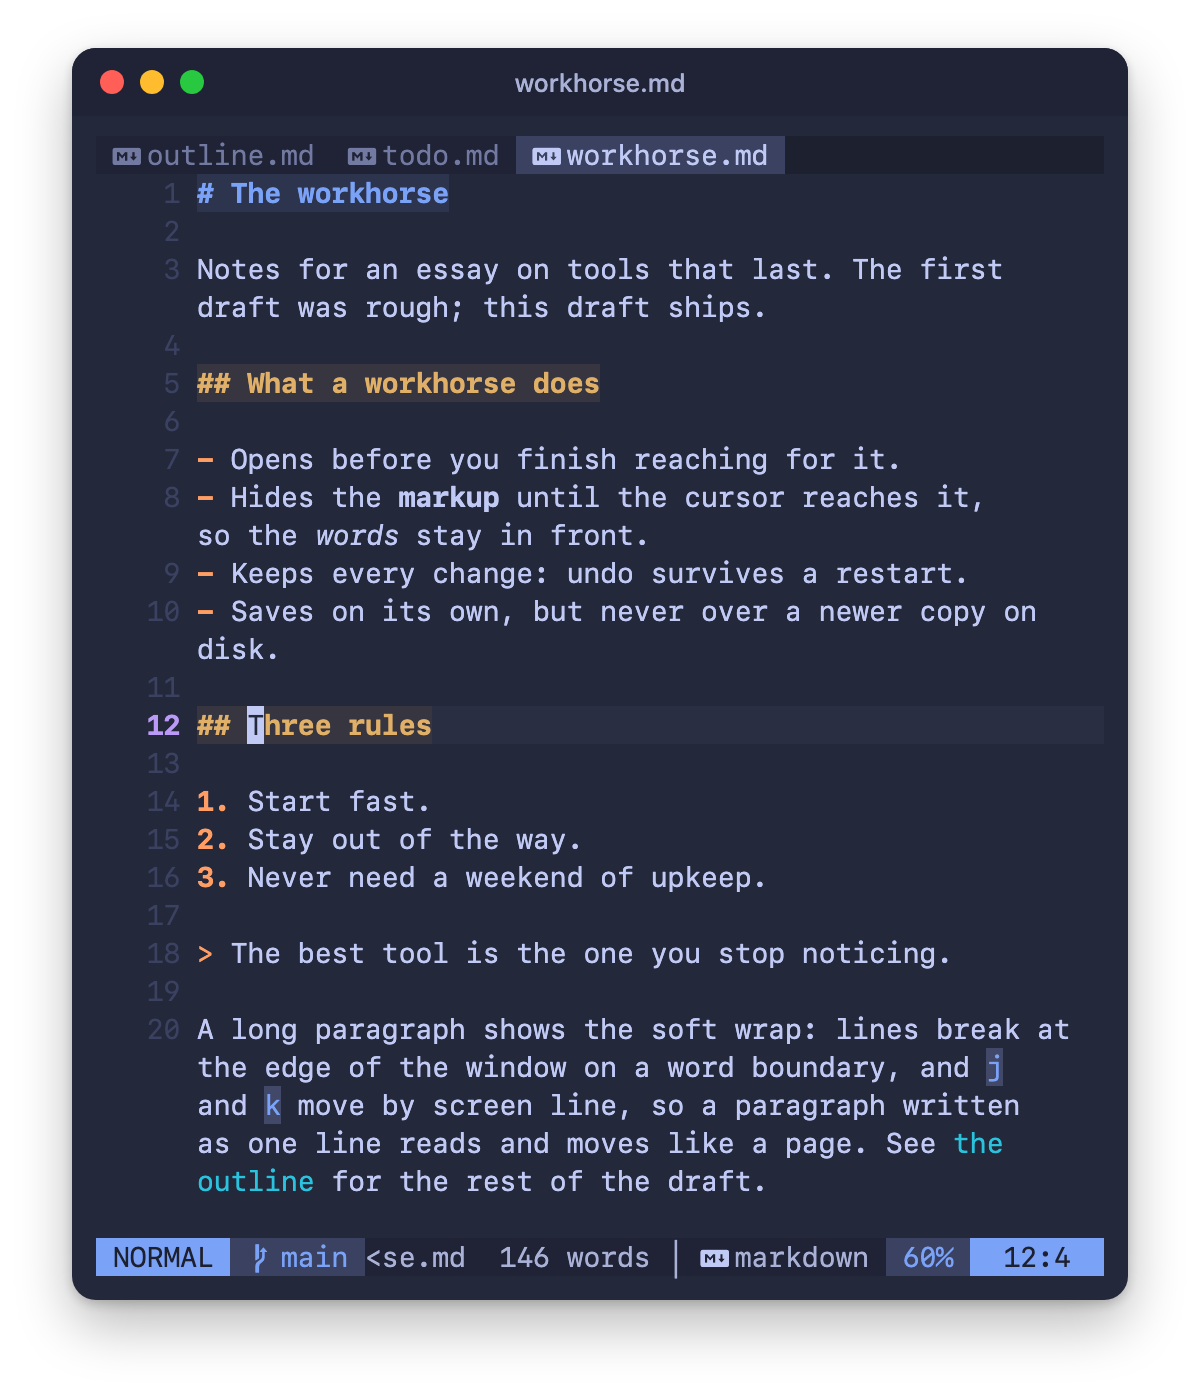 workhorse.md
outline.md todo.md workhorse.md
1 # The workhorse
2
3 Notes for an essay on tools that last. The first
draft was rough; this draft ships.
4
5 ## What a workhorse does
6
7 - Opens before you finish reaching for it.
8 - Hides the markup until the cursor reaches it,
so the words stay in front.
9 - Keeps every change: undo survives a restart.
10 - Saves on its own, but never over a newer copy on
disk.
11
12 ## Three rules
13
14 1. Start fast.
15 2. Stay out of the way.
16 3. Never need a weekend of upkeep.
17
18 > The best tool is the one you stop noticing.
19
20 A long paragraph shows the soft wrap: lines break at
the edge of the window on a word boundary, and j
and k move by screen line, so a paragraph written
as one line reads and moves like a page. See the
outline for the rest of the draft.
NORMAL main <se.md 146 words | markdown 60% 12:4